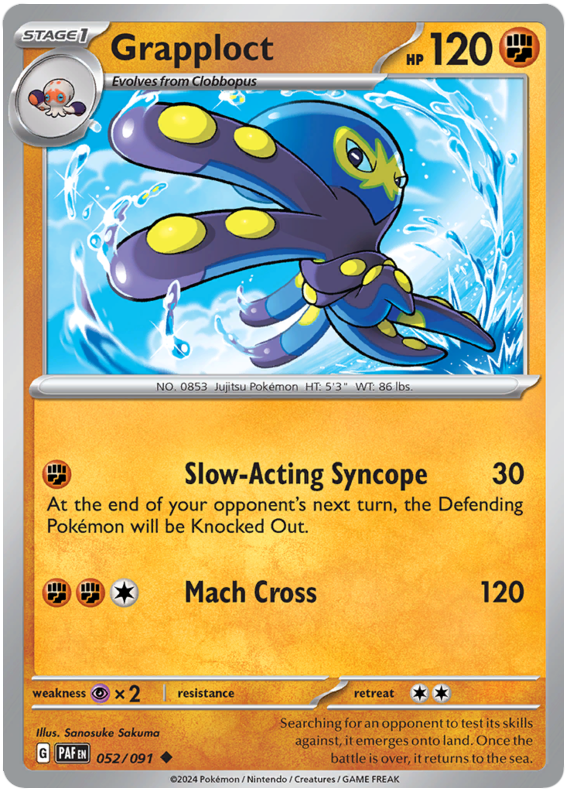 STAGE1
Grapploct
HP 120
Evolves from Clobbopus
NO. 0853 Jujitsu Pokémon HT: 5'3" WT: 86 lbs.
Slow-Acting Syncope 30
At the end of your opponent's next turn, the Defending
Pokémon will be Knocked Out.
Mach Cross 120
weakness ×2 resistance retreat
Illus. Sanosuke Sakuma
G PAF EN 052/091
Searching for an opponent to test its skills
against, it emerges onto land. Once the
battle is over, it returns to the sea.
©2024 Pokémon / Nintendo / Creatures / GAME FREAK